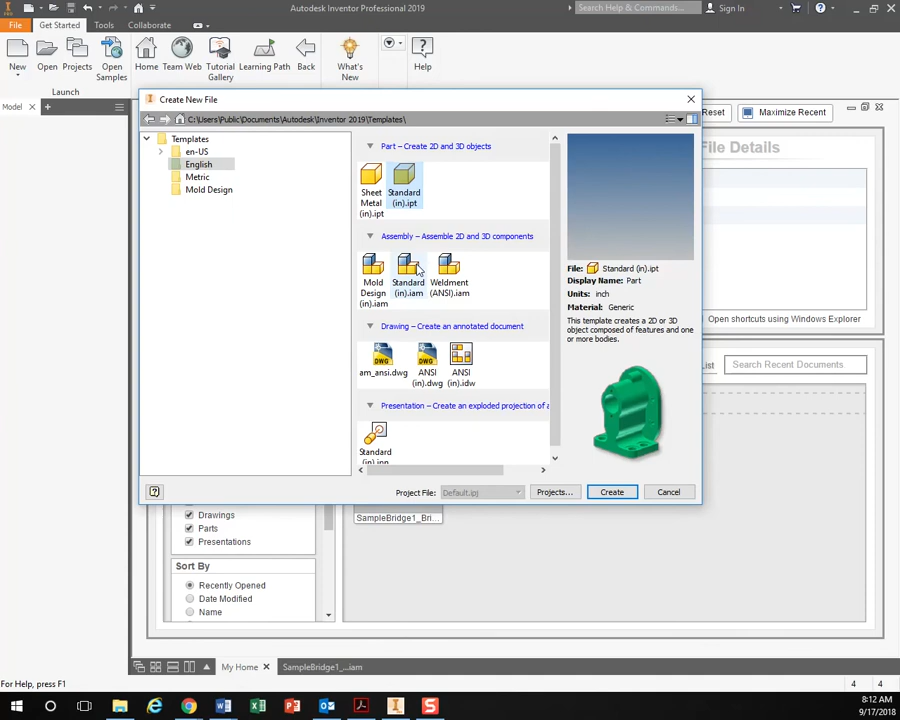 Autodesk Inventor Professional 2019
Search Help & Commands...
Sign In
File
Get Started
Tools
Collaborate
New
Open
Projects
Open
Samples
Home
Team Web
Tutorial
Gallery
Learning Path
Back
What's
New
Help
Launch
Model
Create New File
C:\Users\Public\Documents\Autodesk\Inventor 2019\Templates\
Templates
en-US
English
Metric
Mold Design
Part – Create 2D and 3D objects
Sheet
Metal
(in).ipt
Standard
(in).ipt
Assembly – Assemble 2D and 3D components
Mold
Design
(in).iam
Standard
(in).iam
Weldment
(ANSI).iam
Drawing – Create an annotated document
am_ansi.dwg
ANSI
(in).dwg
ANSI
(in).idw
Presentation – Create an exploded projection of a
Standard
(in).ipn
File: Standard (in).ipt
Display Name: Part
Units: inch
Material: Generic
This template creates a 2D or 3D
object composed of features and one
or more bodies.
Project File:
Default.ipj
Projects...
Create
Cancel
Reset
Maximize Recent
File Details
Open shortcuts using Windows Explorer
List
Search Recent Documents
SampleBridge1_Bri...
Drawings
Parts
Presentations
Sort By
Recently Opened
Date Modified
Name
My Home
SampleBridge1_...iam
For Help, press F1
4
4
8:12 AM
9/17/2018